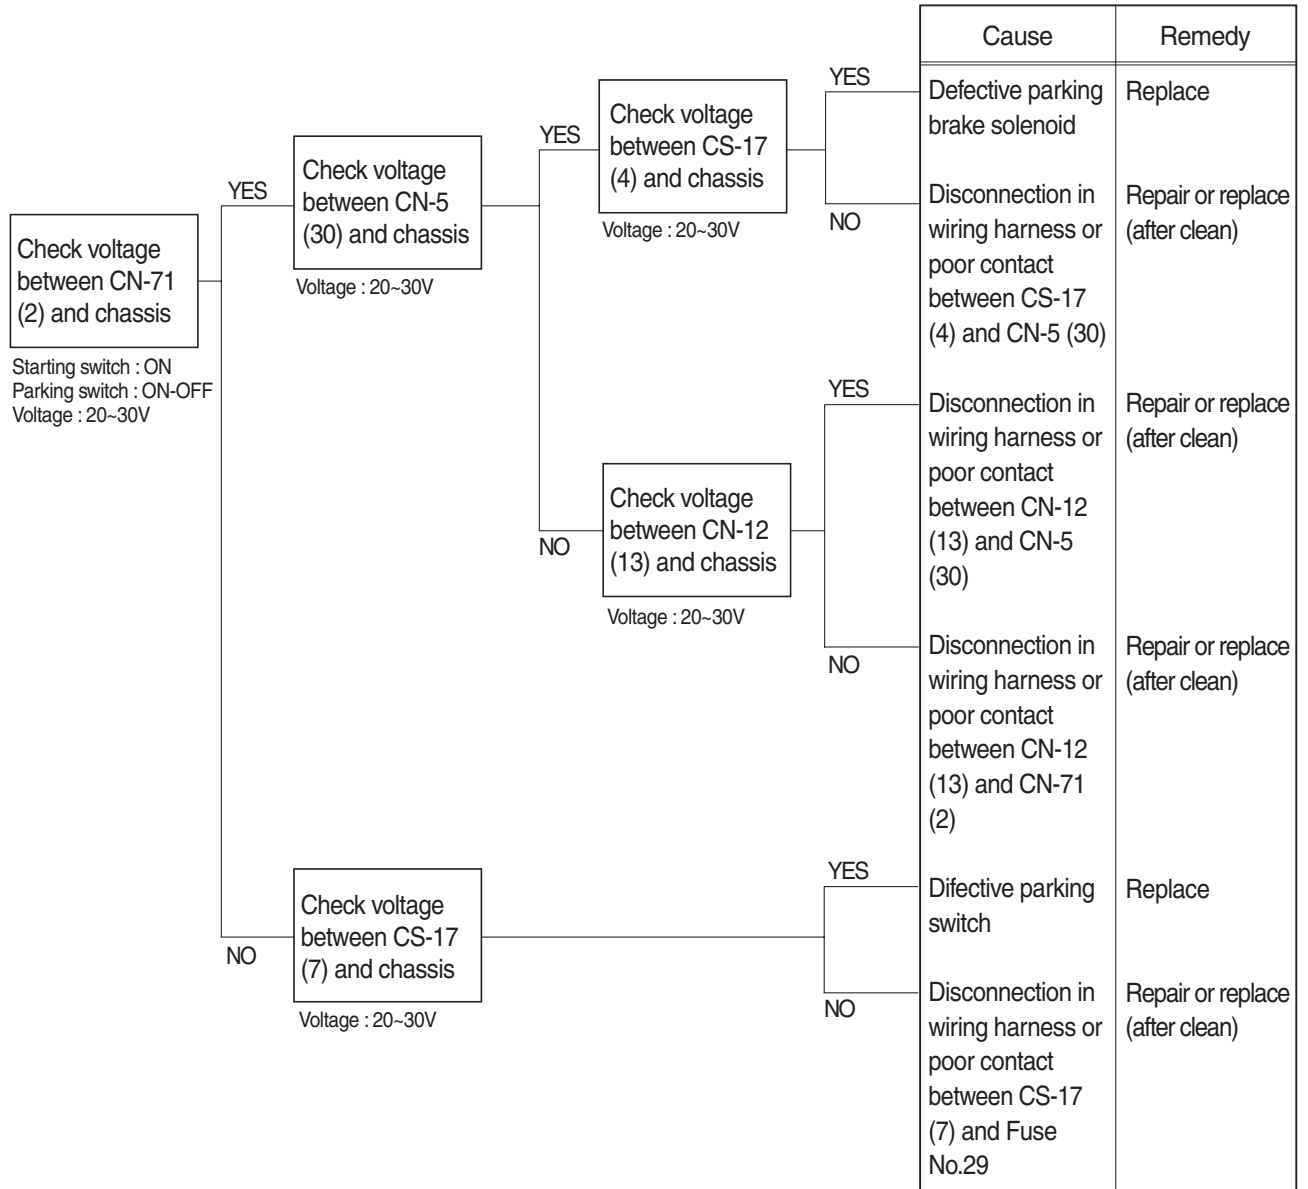 Cause
Remedy
Check voltage
between CN-71
(2) and chassis
Starting switch : ON
Parking switch : ON-OFF
Voltage : 20~30V
YES
Check voltage
between CN-5
(30) and chassis
Voltage : 20~30V
YES
Check voltage
between CS-17
(4) and chassis
Voltage : 20~30V
YES
Defective parking
brake solenoid
Replace
NO
Disconnection in
wiring harness or
poor contact
between CS-17
(4) and CN-5 (30)
Repair or replace
(after clean)
NO
Check voltage
between CN-12
(13) and chassis
Voltage : 20~30V
YES
Disconnection in
wiring harness or
poor contact
between CN-12
(13) and CN-5
(30)
Repair or replace
(after clean)
NO
Disconnection in
wiring harness or
poor contact
between CN-12
(13) and CN-71
(2)
Repair or replace
(after clean)
NO
Check voltage
between CS-17
(7) and chassis
Voltage : 20~30V
YES
Difective parking
switch
Replace
NO
Disconnection in
wiring harness or
poor contact
between CS-17
(7) and Fuse
No.29
Repair or replace
(after clean)